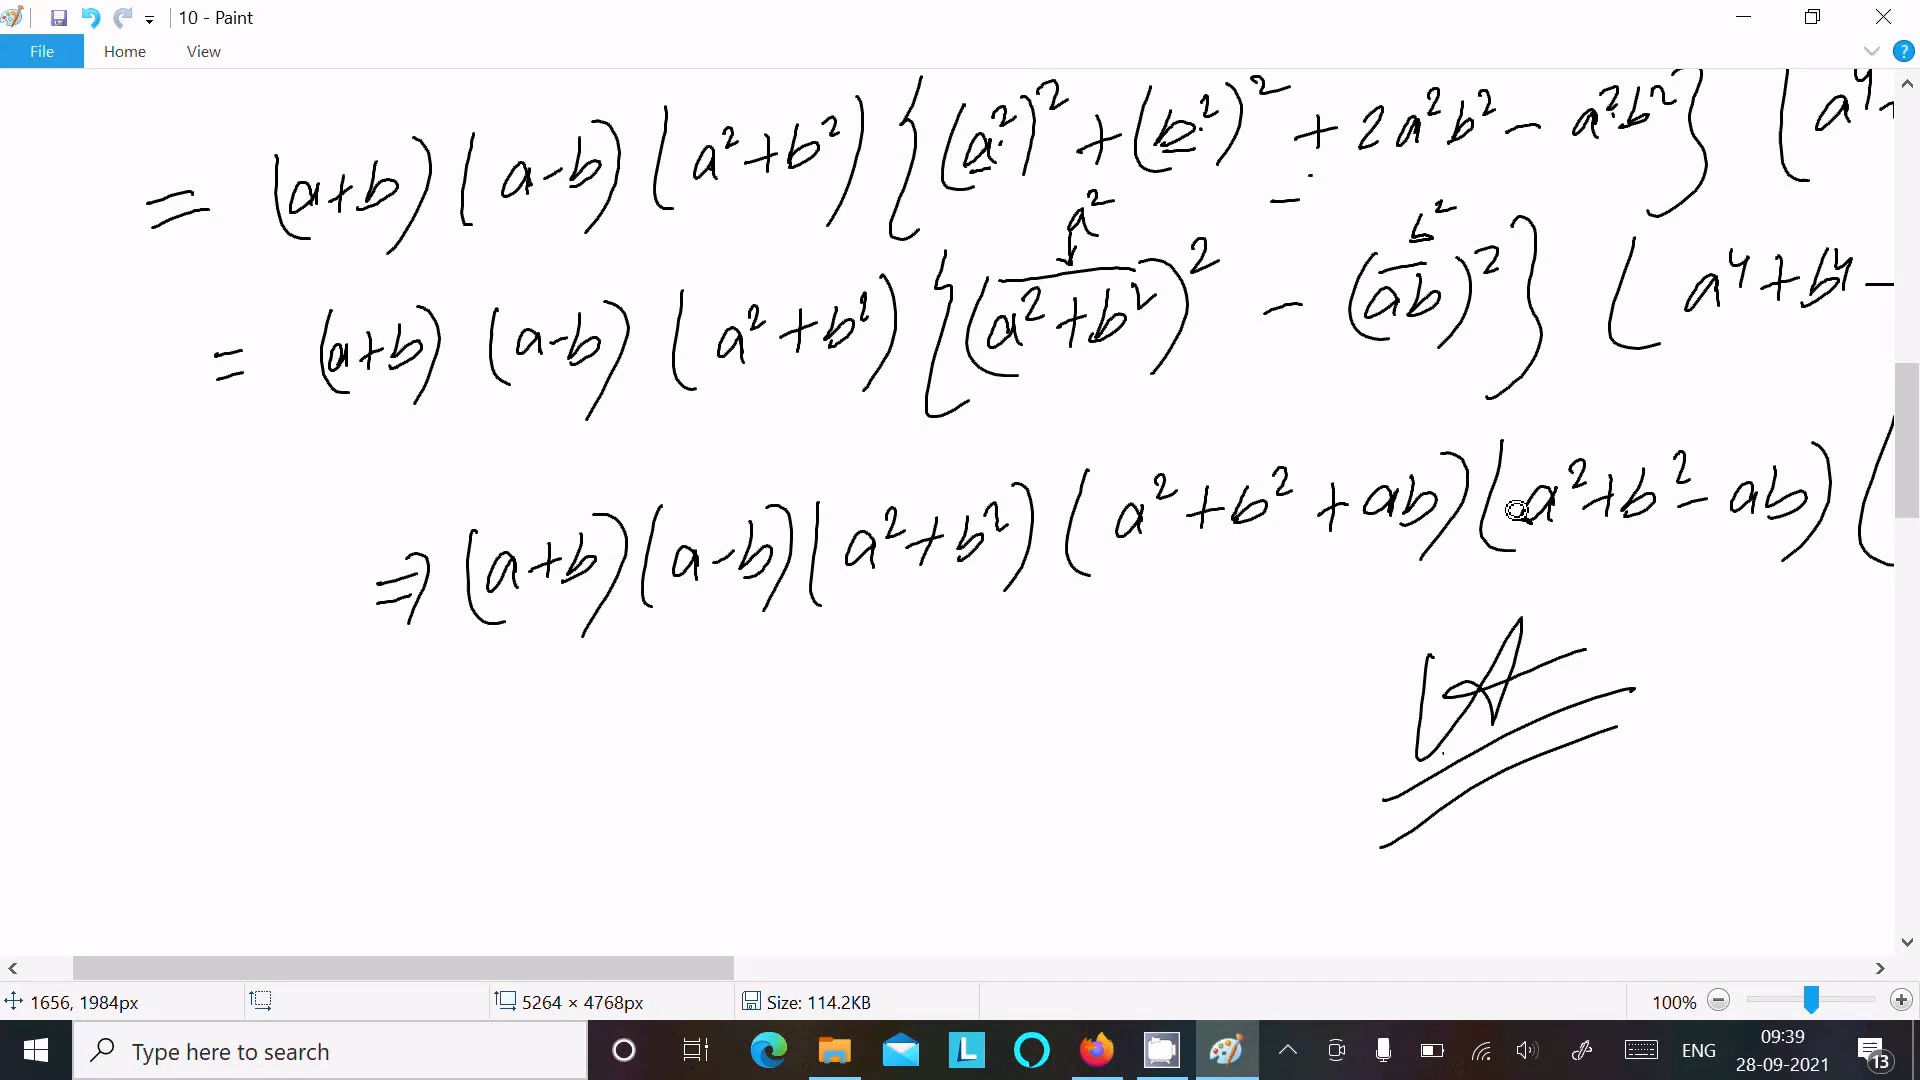 10 - Paint
File Home View
= (a+b) (a-b) (a²+b²) {(a²)² + (b²)² + 2a²b² - a²b²} (a⁴ -
-
a² b²
= (a+b) (a-b) (a²+b²) {(a²+b²)² - (ab)²} (a⁴+b⁴-
⇒ (a+b)(a-b)(a²+b²) (a²+b²+ab)(a²+b²-ab) (
A
1656, 1984px 5264 × 4768px Size: 114.2KB 100%
Type here to search
L
ENG
09:39
28-09-2021
13